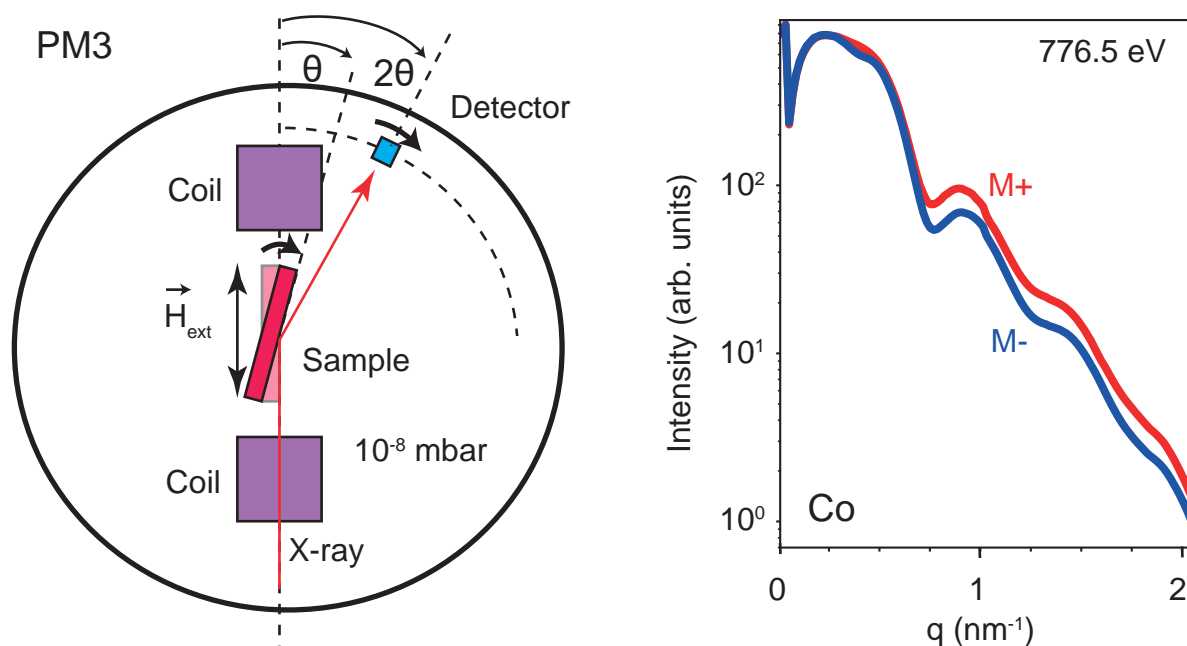 PM3
θ
2θ
Detector
Coil
H⃗ext
Sample
10⁻⁸ mbar
Coil
X-ray
776.5 eV
M+
M-
Co
Intensity (arb. units)
10²
10¹
10⁰
0
1
2
q (nm⁻¹)